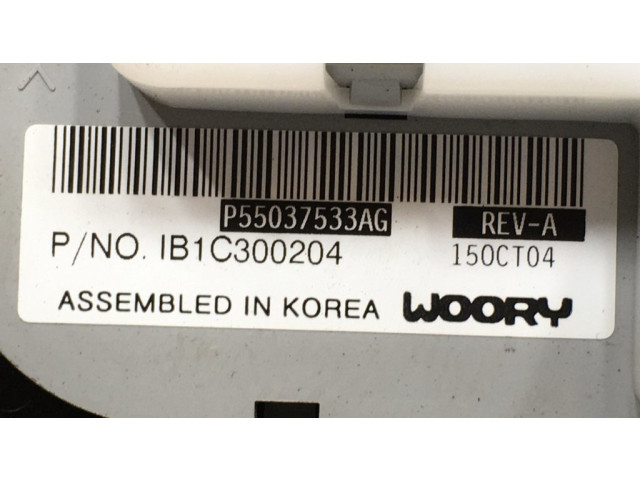 P55037533AG REV-A
P/NO. IB1C300204 15OCT04
ASSEMBLED IN KOREA WOORY